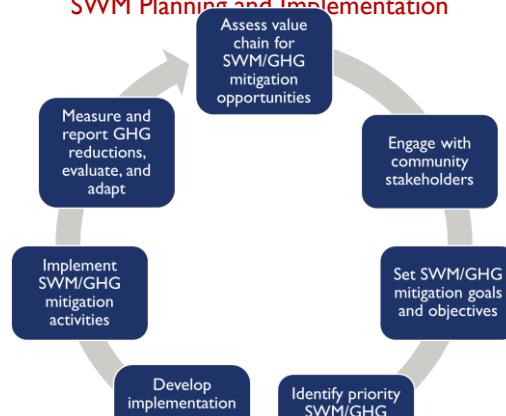 SWM Planning and Implementation
Assess value
chain for
SWM/GHG
mitigation
opportunities
Engage with
community
stakeholders
Set SWM/GHG
mitigation goals
and objectives
Identify priority
SWM/GHG
Develop
implementation
Implement
SWM/GHG
mitigation
activities
Measure and
report GHG
reductions,
evaluate, and
adapt